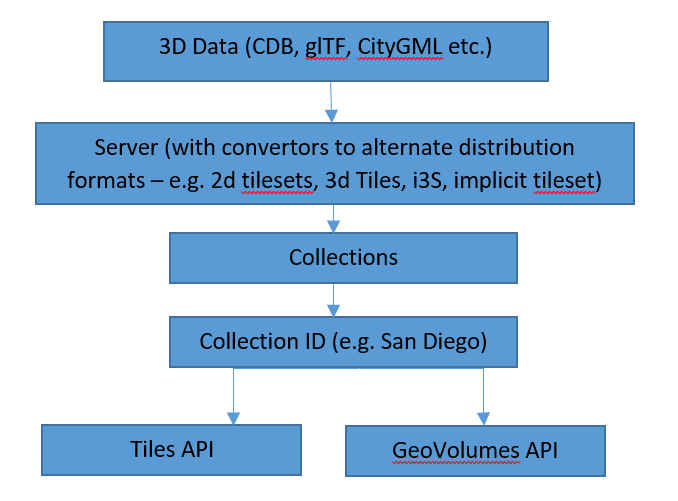 3D Data (CDB, glTF, CityGML etc.)
Server (with convertors to alternate distribution
formats – e.g. 2d tilesets, 3d Tiles, i3S, implicit tileset)
Collections
Collection ID (e.g. San Diego)
Tiles API
GeoVolumes API